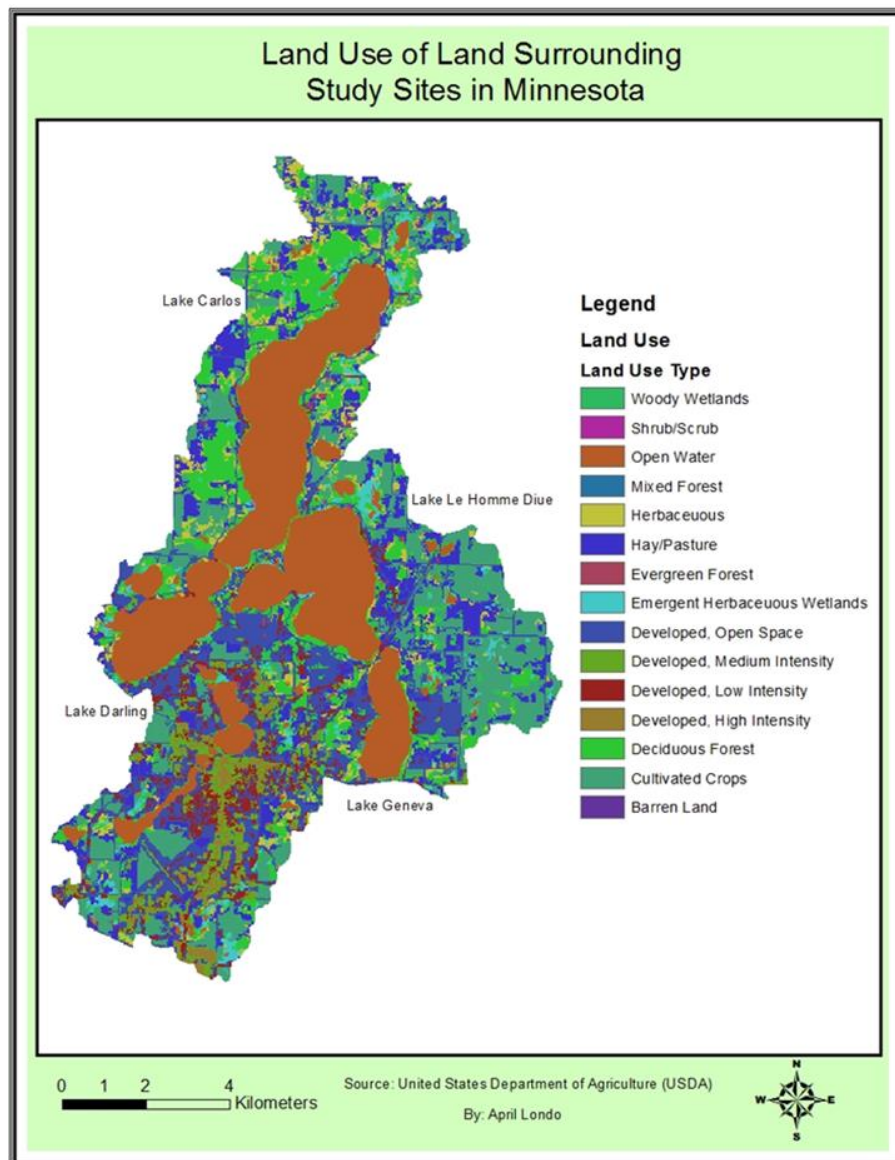 Land Use of Land Surrounding
Study Sites in Minnesota
Lake Carlos
Lake Le Homme Diue
Lake Darling
Lake Geneva
Legend
Land Use
Land Use Type
Woody Wetlands
Shrub/Scrub
Open Water
Mixed Forest
Herbaceuous
Hay/Pasture
Evergreen Forest
Emergent Herbaceuous Wetlands
Developed, Open Space
Developed, Medium Intensity
Developed, Low Intensity
Developed, High Intensity
Deciduous Forest
Cultivated Crops
Barren Land
0 1 2 4
Kilometers
Source: United States Department of Agriculture (USDA)
By: April Londo
N
W E
S